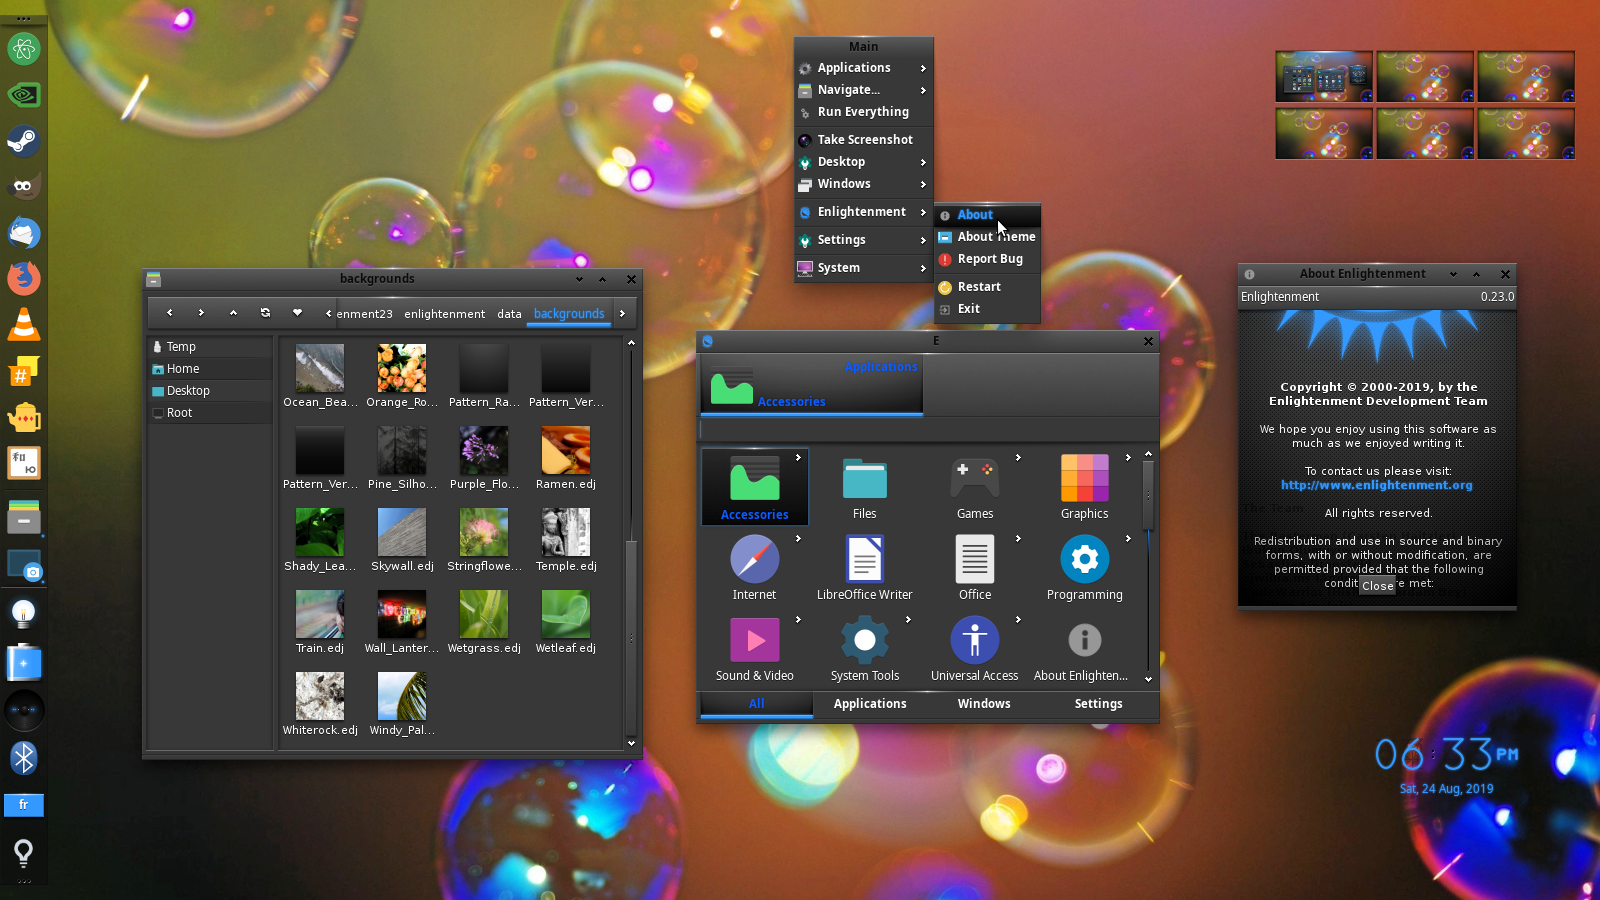 Main
Applications
Navigate...
Run Everything
Take Screenshot
Desktop
Windows
Enlightenment
Settings
System
About
About Theme
Report Bug
Restart
Exit
backgrounds
enment23 enlightenment data backgrounds
Temp
Home
Desktop
Root
Ocean_Bea... Orange_Ro... Pattern_Ra... Pattern_Ver...
Pattern_Ver... Pine_Silho... Purple_Flo... Ramen.edj
Shady_Lea... Skywall.edj Stringflowe... Temple.edj
Train.edj Wall_Lanter... Wetgrass.edj Wetleaf.edj
Whiterock.edj Windy_Pal...
E
Applications
Accessories
Accessories Files Games Graphics
Internet LibreOffice Writer Office Programming
Sound & Video System Tools Universal Access About Enlighten...
All Applications Windows Settings
About Enlightenment
Enlightenment 0.23.0
Copyright © 2000-2019, by the
Enlightenment Development Team
We hope you enjoy using this software as
much as we enjoyed writing it.
To contact us please visit:
http://www.enlightenment.org
The Team
All rights reserved.
Redistribution and use in source and binary
forms, with or without modification, are
permitted provided that the following
met:
Close
06:33 PM
Sat, 24 Aug, 2019
fr